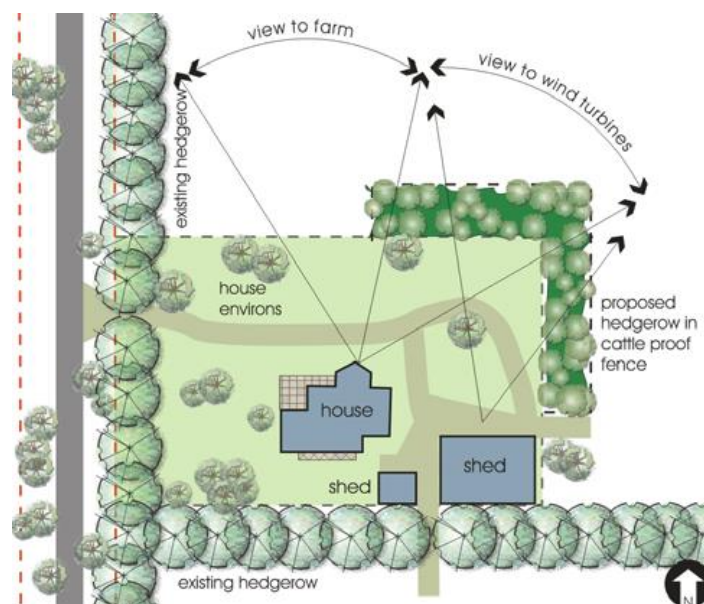 view to farm
view to wind turbines
existing hedgerow
house
environs
proposed
hedgerow in
cattle proof
fence
house
shed
shed
existing hedgerow
N